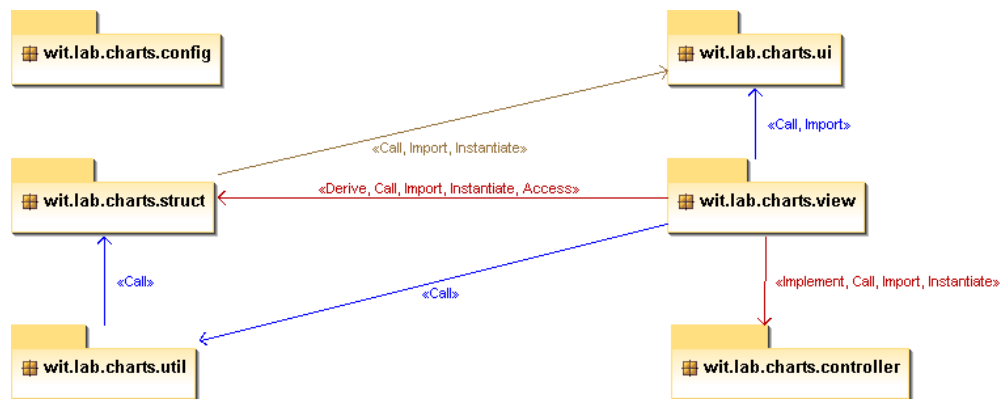 wit.lab.charts.config
wit.lab.charts.ui
«Call, Import»
«Call, Import, Instantiate»
«Derive, Call, Import, Instantiate, Access»
wit.lab.charts.struct
wit.lab.charts.view
«Call»
«Implement, Call, Import, Instantiate»
«Call»
wit.lab.charts.util
wit.lab.charts.controller